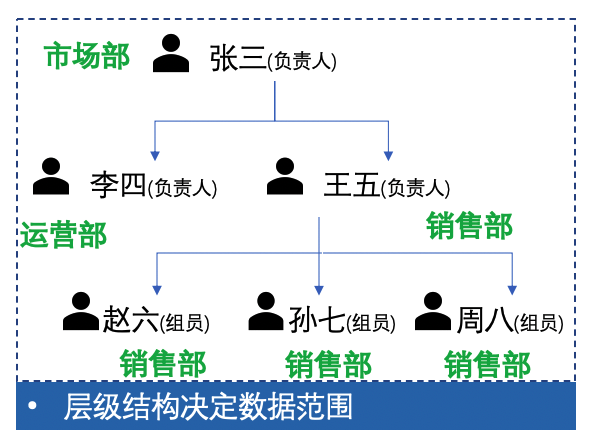 市场部 张三(负责人)
李四(负责人) 王五(负责人)
运营部 销售部
赵六(组员) 孙七(组员) 周八(组员)
销售部 销售部 销售部
• 层级结构决定数据范围